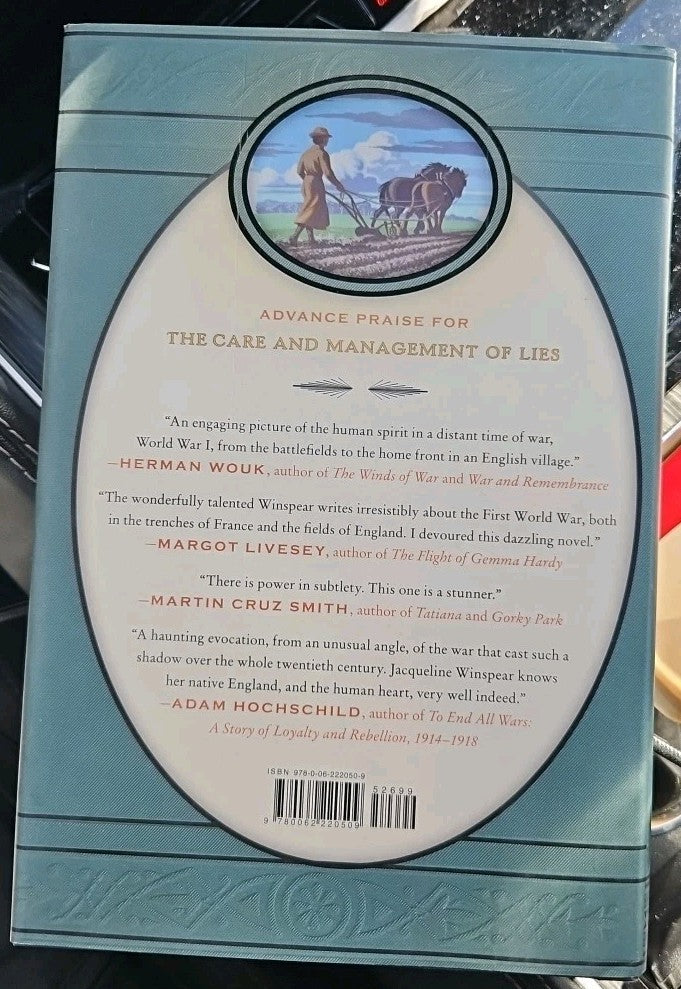 ADVANCE PRAISE FOR
THE CARE AND MANAGEMENT OF LIES
“An engaging picture of the human spirit in a distant time of war,
World War I, from the battlefields to the home front in an English village.”
—HERMAN WOUK, author of The Winds of War and War and Remembrance
“The wonderfully talented Winspear writes irresistibly about the First World War, both
in the trenches of France and the fields of England. I devoured this dazzling novel.”
—MARGOT LIVESEY, author of The Flight of Gemma Hardy
“There is power in subtlety. This one is a stunner.”
—MARTIN CRUZ SMITH, author of Tatiana and Gorky Park
“A haunting evocation, from an unusual angle, of the war that cast such a
shadow over the whole twentieth century. Jacqueline Winspear knows
her native England, and the human heart, very well indeed.”
—ADAM HOCHSCHILD, author of To End All Wars:
A Story of Loyalty and Rebellion, 1914–1918
ISBN 978-0-06-222050-9
52699
9 780062 220509